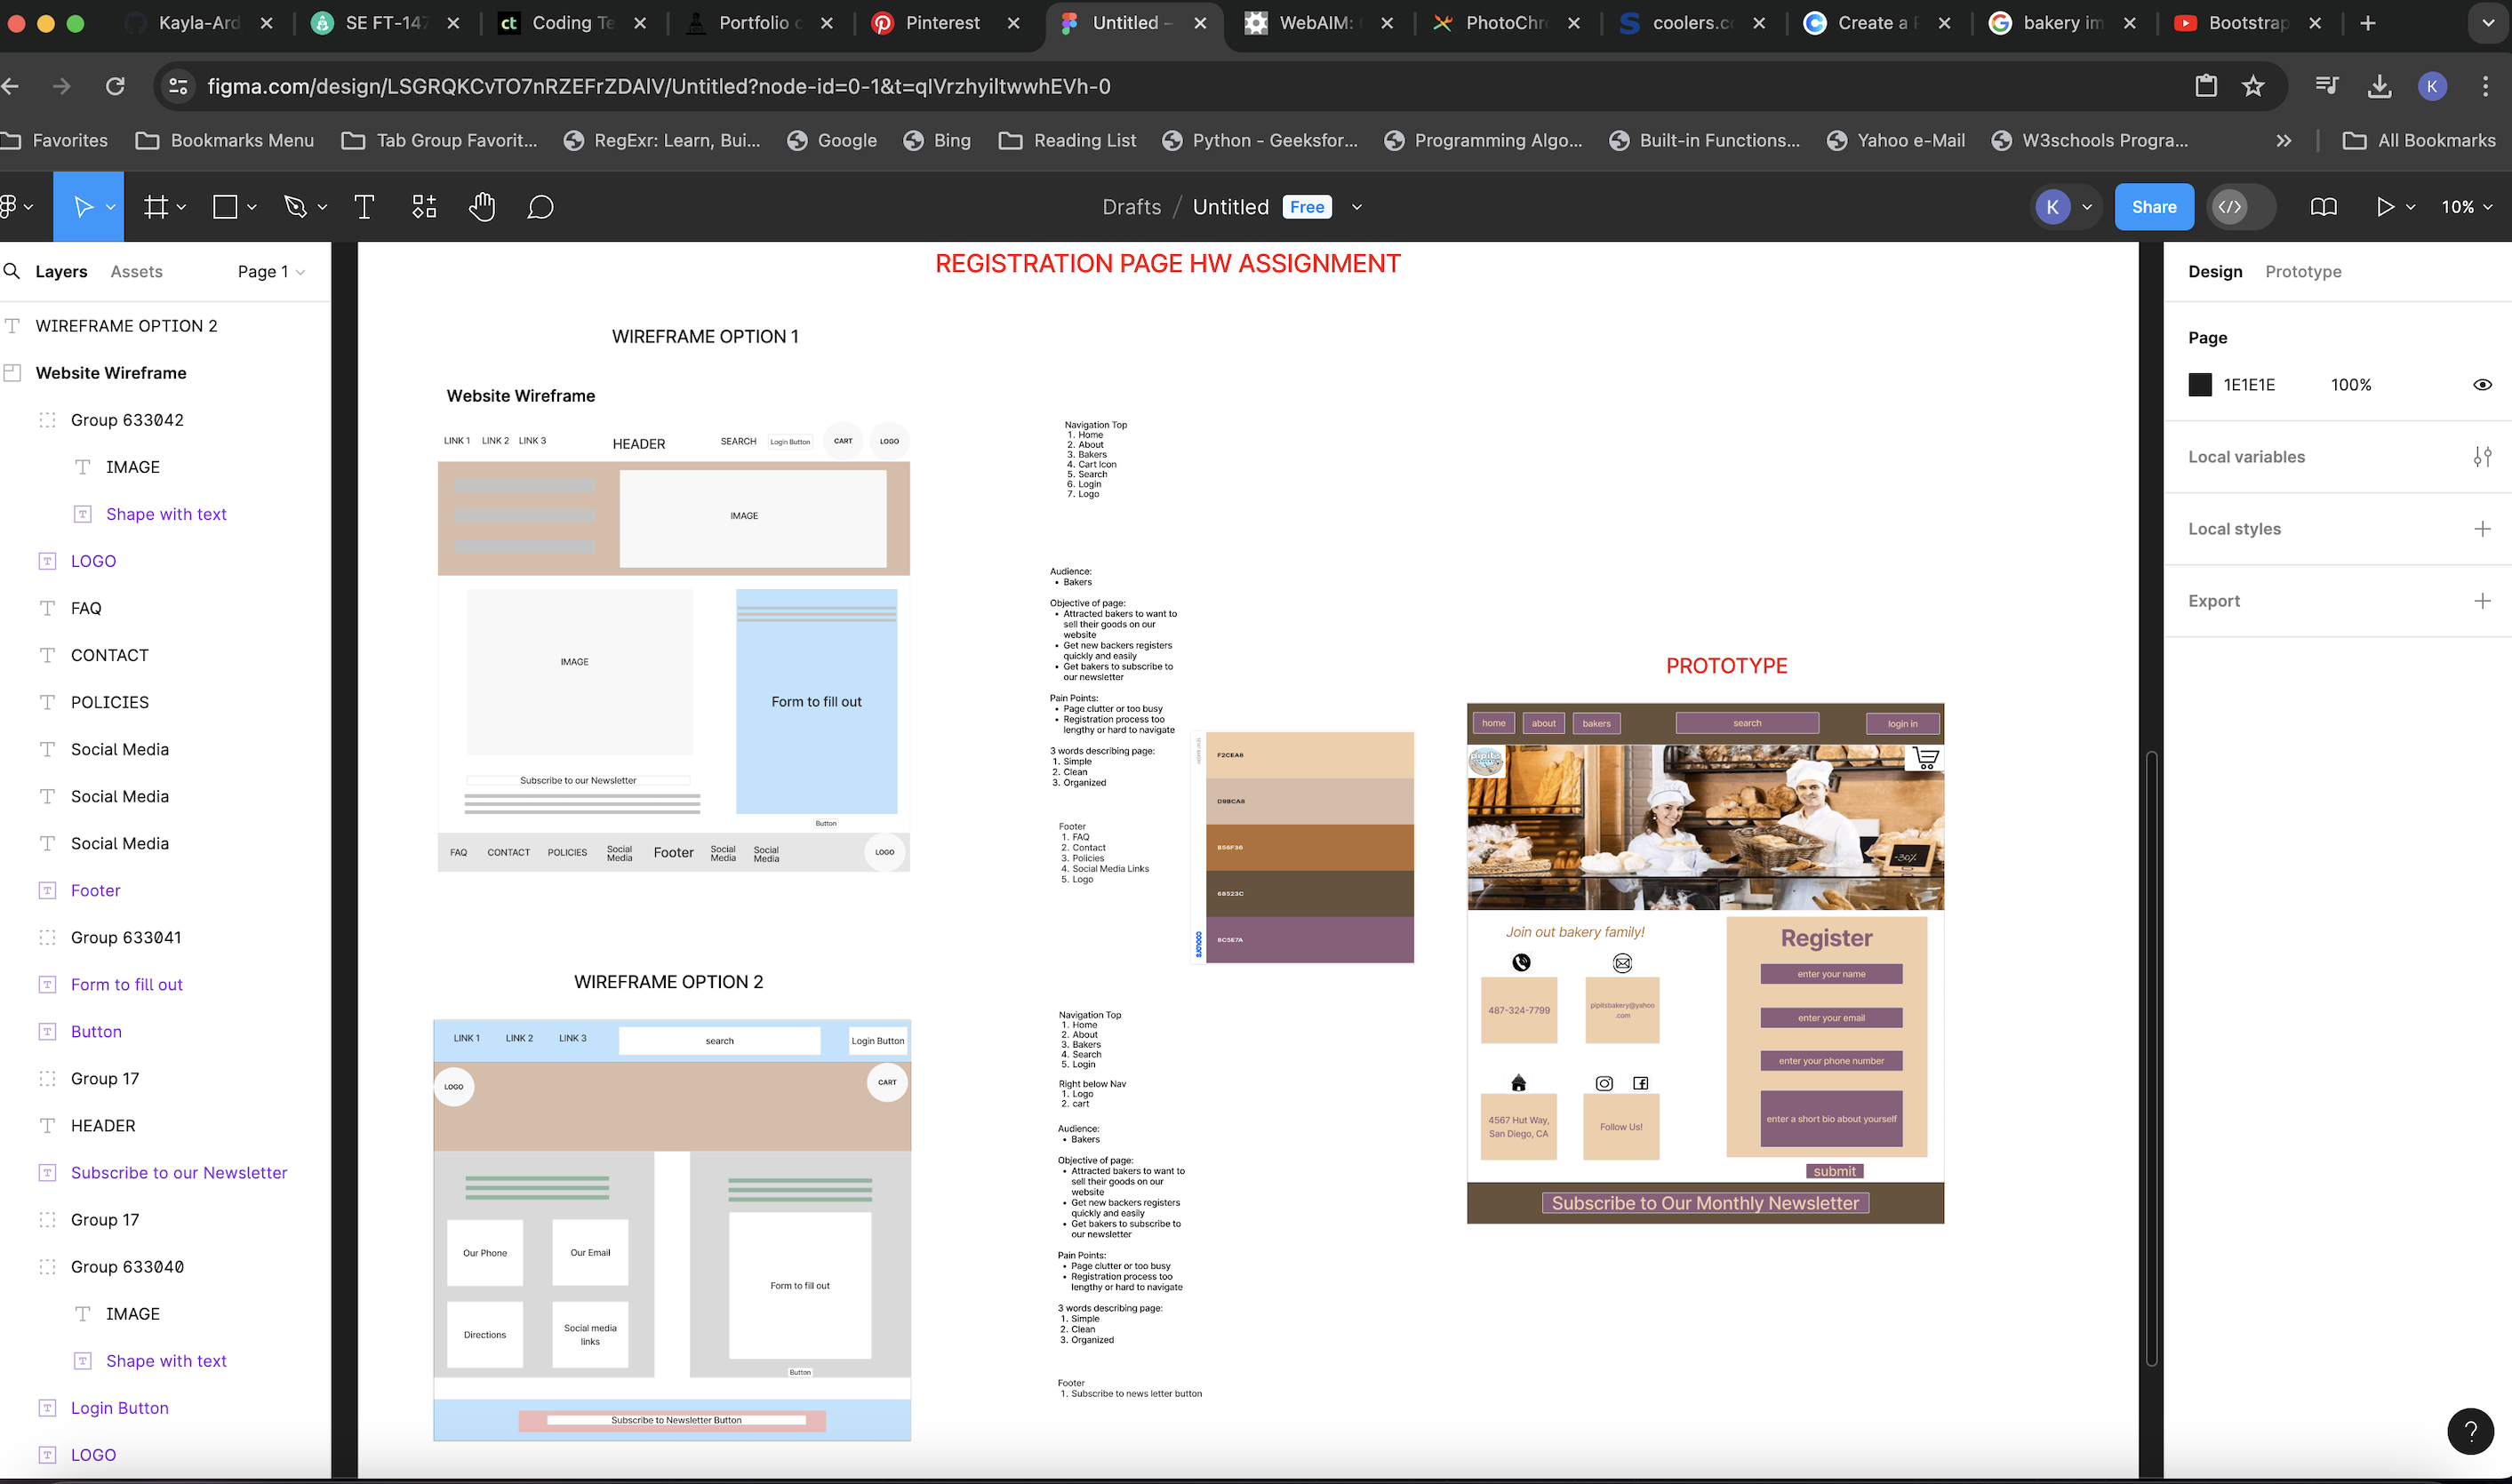 Kayla-Ard
SE FT-147
Coding Te
Portfolio
Pinterest
Untitled –
WebAIM:
PhotoChr
coolers.c
Create a
bakery im
Bootstrap
figma.com/design/LSGRQKCvTO7nRZEFrZDAIV/Untitled?node-id=0-1&t=qIVrzhyiItwwhEVh-0
K
Favorites
Bookmarks Menu
Tab Group Favorit...
RegExr: Learn, Bui...
Google
Bing
Reading List
Python - Geeksfor...
Programming Algo...
Built-in Functions...
Yahoo e-Mail
W3schools Progra...
All Bookmarks
Drafts / Untitled Free
K
Share
10%
Layers
Assets
Page 1
WIREFRAME OPTION 2
Website Wireframe
Group 633042
IMAGE
Shape with text
LOGO
FAQ
CONTACT
POLICIES
Social Media
Social Media
Social Media
Footer
Group 633041
Form to fill out
Button
Group 17
HEADER
Subscribe to our Newsletter
Group 17
Group 633040
IMAGE
Shape with text
Login Button
LOGO
REGISTRATION PAGE HW ASSIGNMENT
WIREFRAME OPTION 1
Website Wireframe
LINK 1 LINK 2 LINK 3 HEADER SEARCH Login Button CART LOGO
IMAGE
IMAGE
Form to fill out
Subscribe to our Newsletter
Button
FAQ CONTACT POLICIES Social Media Footer Social Media Social Media LOGO
Navigation Top
1. Home
2. About
3. Bakers
4. Cart Icon
5. Search
6. Login
7. Logo
Audience:
• Bakers
Objective of page:
• Attracted bakers to want to
sell their goods on our
website
• Get new backers registers
quickly and easily
• Get bakers to subscribe to
our newsletter
Pain Points:
• Page clutter or too busy
• Registration process too
lengthy or hard to navigate
3 words describing page:
1. Simple
2. Clean
3. Organized
Footer
1. FAQ
2. Contact
3. Policies
4. Social Media Links
5. Logo
F2CEA6
D9BCA8
B56F36
68523C
8C5E7A
coolors
WIREFRAME OPTION 2
LINK 1 LINK 2 LINK 3 search Login Button
LOGO
CART
Our Phone
Our Email
Directions
Social media
links
Form to fill out
Button
Subscribe to Newsletter Button
Navigation Top
1. Home
2. About
3. Bakers
4. Search
5. Login
Right below Nav
1. Logo
2. cart
Audience:
• Bakers
Objective of page:
• Attracted bakers to want to
sell their goods on our
website
• Get new backers registers
quickly and easily
• Get bakers to subscribe to
our newsletter
Pain Points:
• Page clutter or too busy
• Registration process too
lengthy or hard to navigate
3 words describing page:
1. Simple
2. Clean
3. Organized
Footer
1. Subscribe to news letter button
PROTOTYPE
home about bakers search login in
-30%
Join out bakery family!
487-324-7799
pipitsbakery@yahoo
.com
4567 Hut Way,
San Diego, CA
Follow Us!
Register
enter your name
enter your email
enter your phone number
enter a short bio about yourself
submit
Subscribe to Our Monthly Newsletter
Design
Prototype
Page
1E1E1E 100%
Local variables
Local styles
Export
?